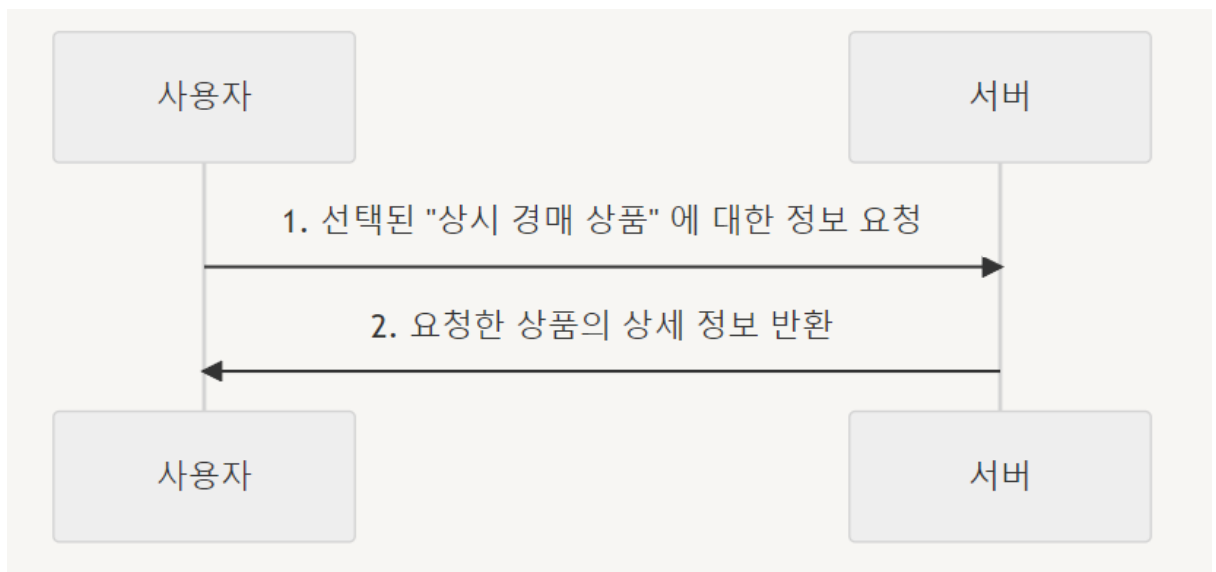 사용자
서버
1. 선택된 "상시 경매 상품" 에 대한 정보 요청
2. 요청한 상품의 상세 정보 반환
사용자
서버